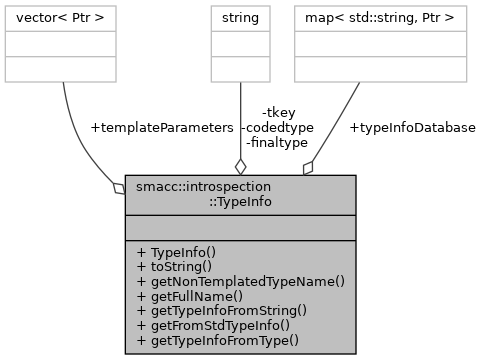 vector< Ptr >
string
map< std::string, Ptr >
-tkey
+templateParameters
-codedtype
+typeInfoDatabase
-finaltype
smacc::introspection
::TypeInfo
+ TypeInfo()
+ toString()
+ getNonTemplatedTypeName()
+ getFullName()
+ getTypeInfoFromString()
+ getFromStdTypeInfo()
+ getTypeInfoFromType()